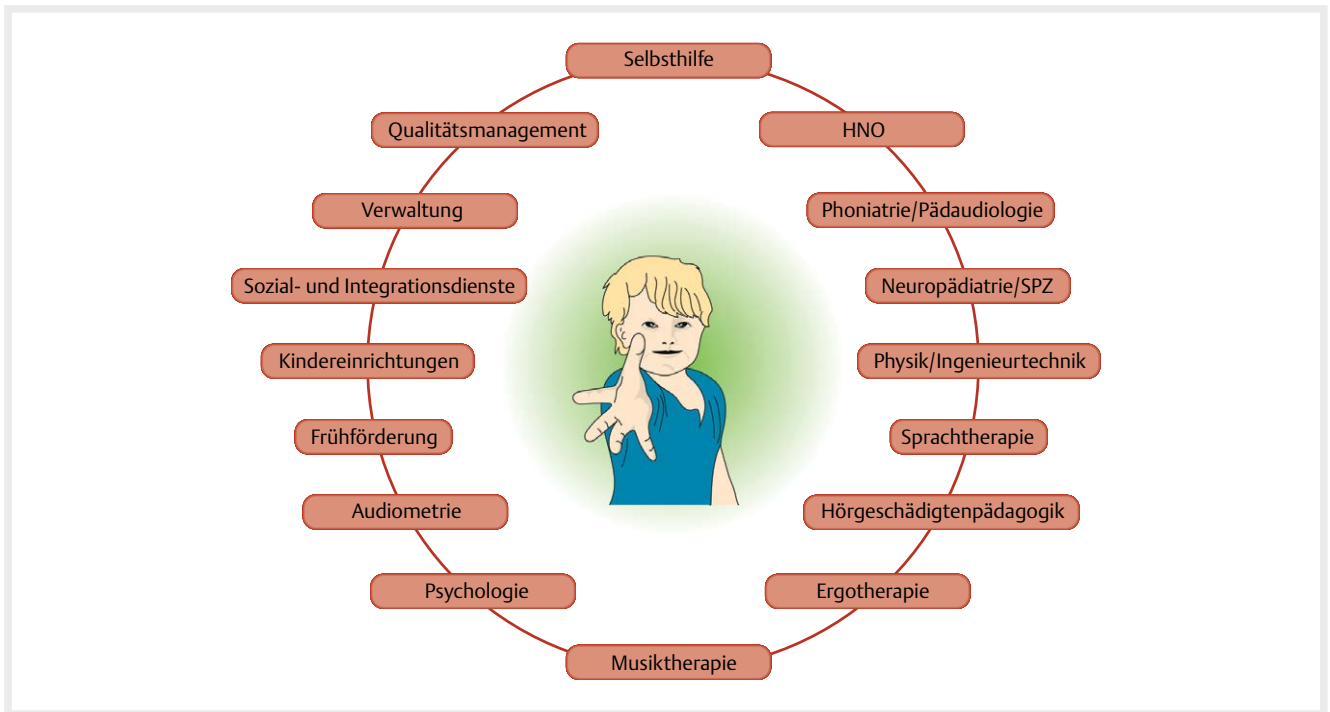 Selbsthilfe
Qualitätsmanagement
HNO
Verwaltung
Phoniatrie/Pädaudiologie
Sozial- und Integrationsdienste
Neuropädiatrie/SPZ
Kindereinrichtungen
Physik/Ingenieurtechnik
Frühförderung
Sprachtherapie
Audiometrie
Hörgeschädigtenpädagogik
Psychologie
Ergotherapie
Musiktherapie